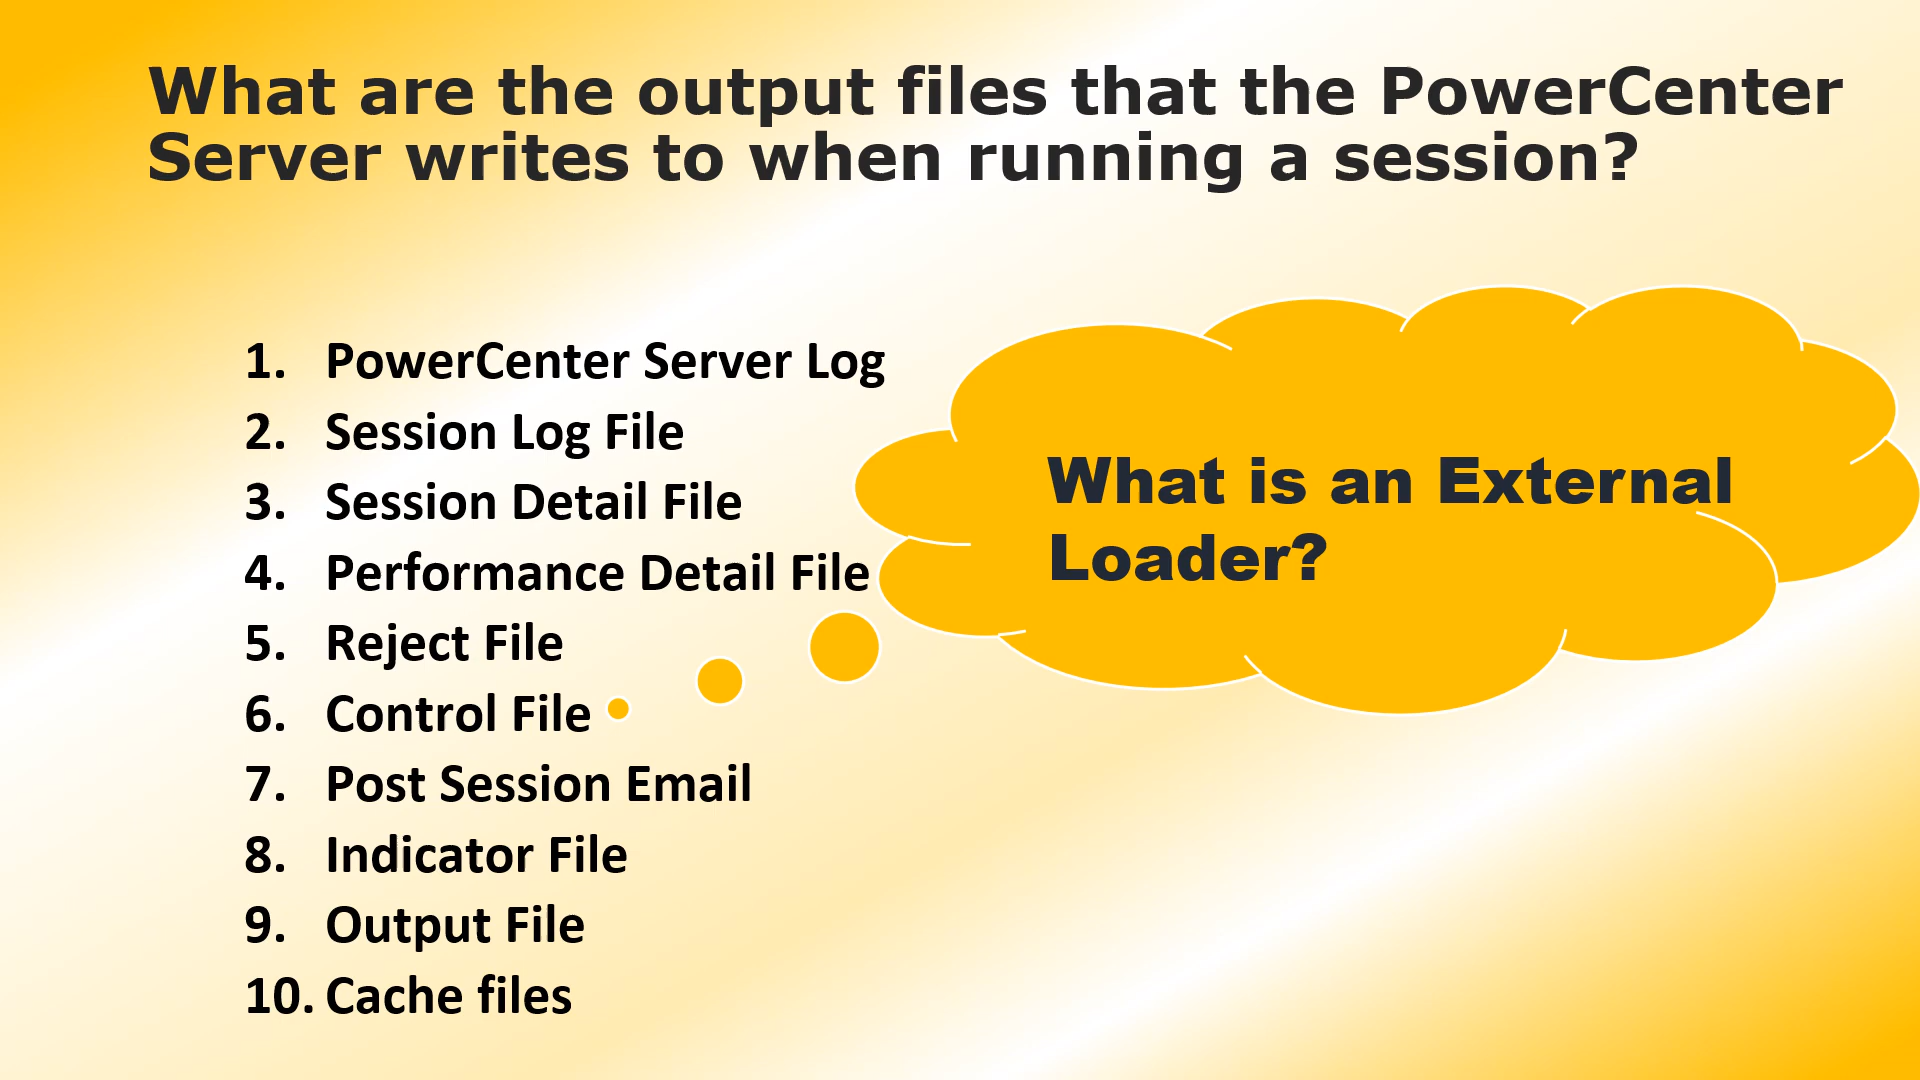 What are the output files that the PowerCenter
Server writes to when running a session?
1. PowerCenter Server Log
2. Session Log File
3. Session Detail File
4. Performance Detail File
5. Reject File
6. Control File
7. Post Session Email
8. Indicator File
9. Output File
10. Cache files
What is an External
Loader?